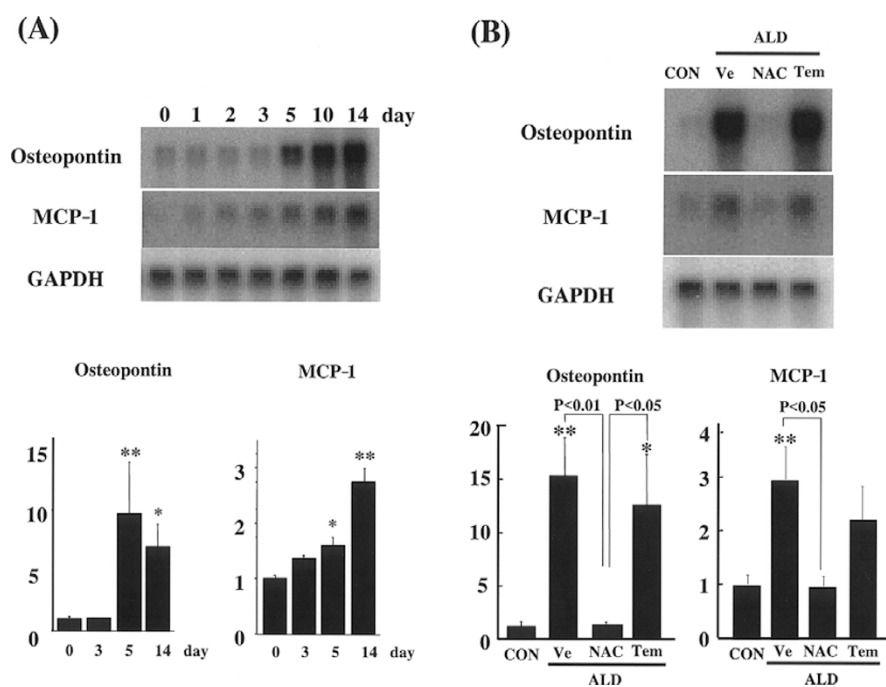 (A)
0 1 2 3 5 10 14 day
Osteopontin
MCP-1
GAPDH
Osteopontin
15
10
5
0
**
*
0 3 5 14 day
MCP-1
3
2
1
0
*
**
0 3 5 14 day
(B)
ALD
CON Ve NAC Tem
Osteopontin
MCP-1
GAPDH
Osteopontin
P<0.01 P<0.05
20
15
10
5
0
**
*
CON Ve NAC Tem
ALD
MCP-1
P<0.05
4
3
2
1
0
**
CON Ve NAC Tem
ALD